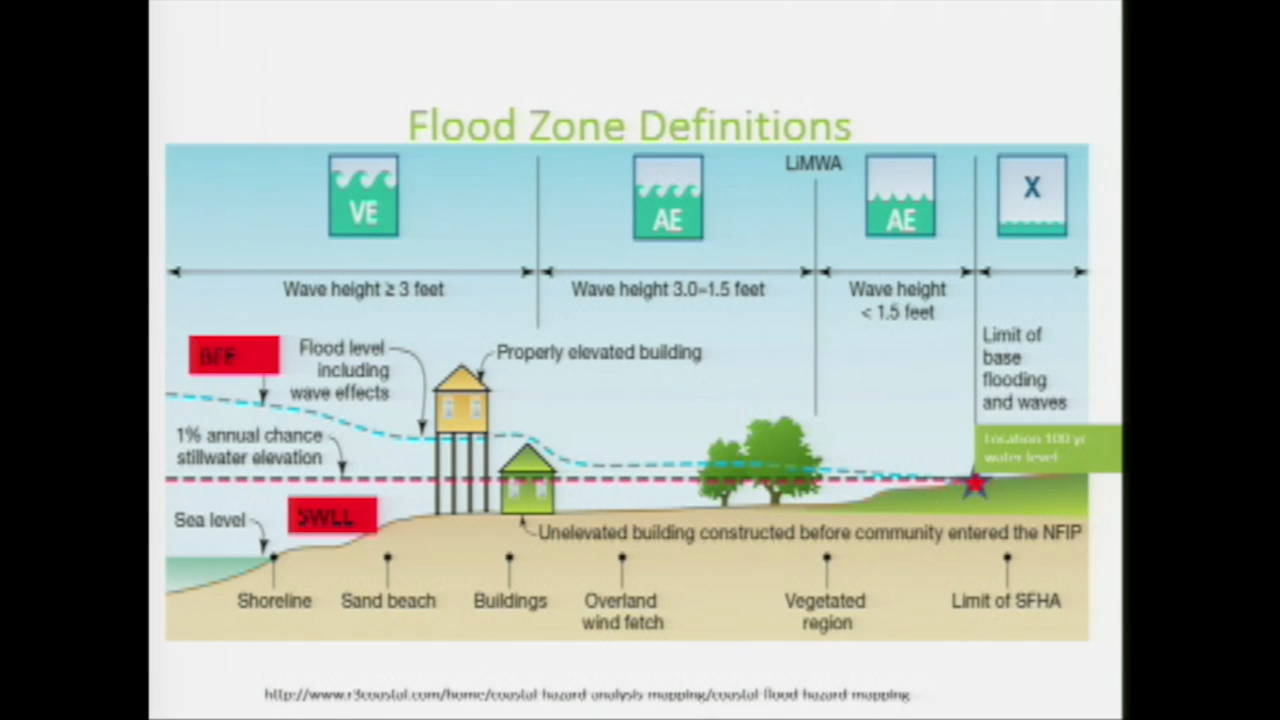 Flood Zone Definitions
LiMWA
VE
AE
AE
X
Wave height ≥ 3 feet
Wave height 3.0–1.5 feet
Wave height
< 1.5 feet
BFE
Flood level
including
wave effects
Properly elevated building
Limit of
base
flooding
and waves
1% annual chance
stillwater elevation
Location 100 yr
water level
Sea level
SWLL
Unelevated building constructed before community entered the NFIP
Shoreline
Sand beach
Buildings
Overland
wind fetch
Vegetated
region
Limit of SFHA
http://www.r3coastal.com/home/coastal-hazard-analysis-mapping/coastal-flood-hazard-mapping